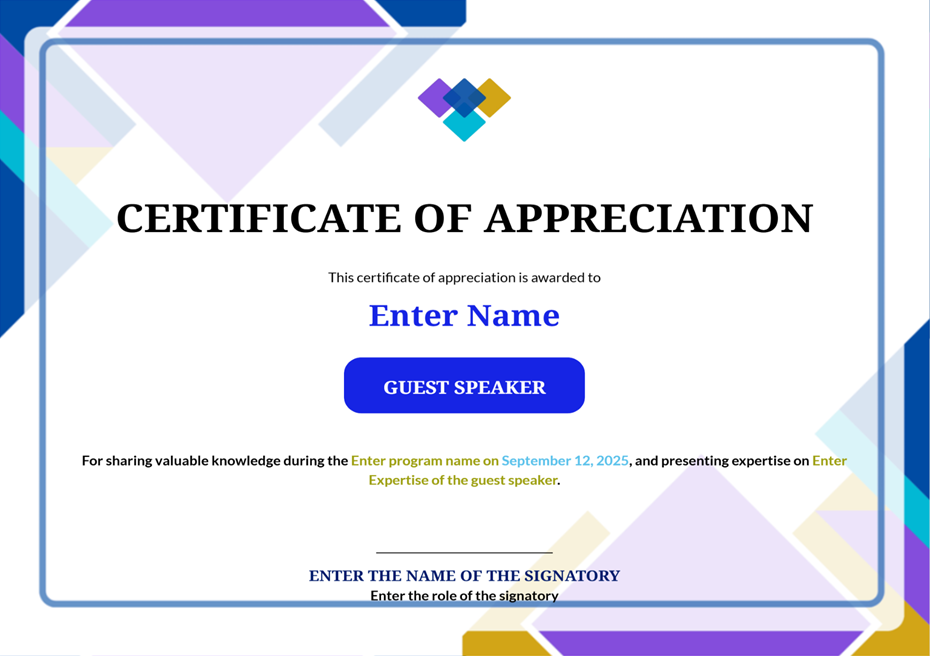 CERTIFICATE OF APPRECIATION
This certificate of appreciation is awarded to
Enter Name
GUEST SPEAKER
For sharing valuable knowledge during the Enter program name on September 12, 2025, and presenting expertise on Enter
Expertise of the guest speaker.
ENTER THE NAME OF THE SIGNATORY
Enter the role of the signatory